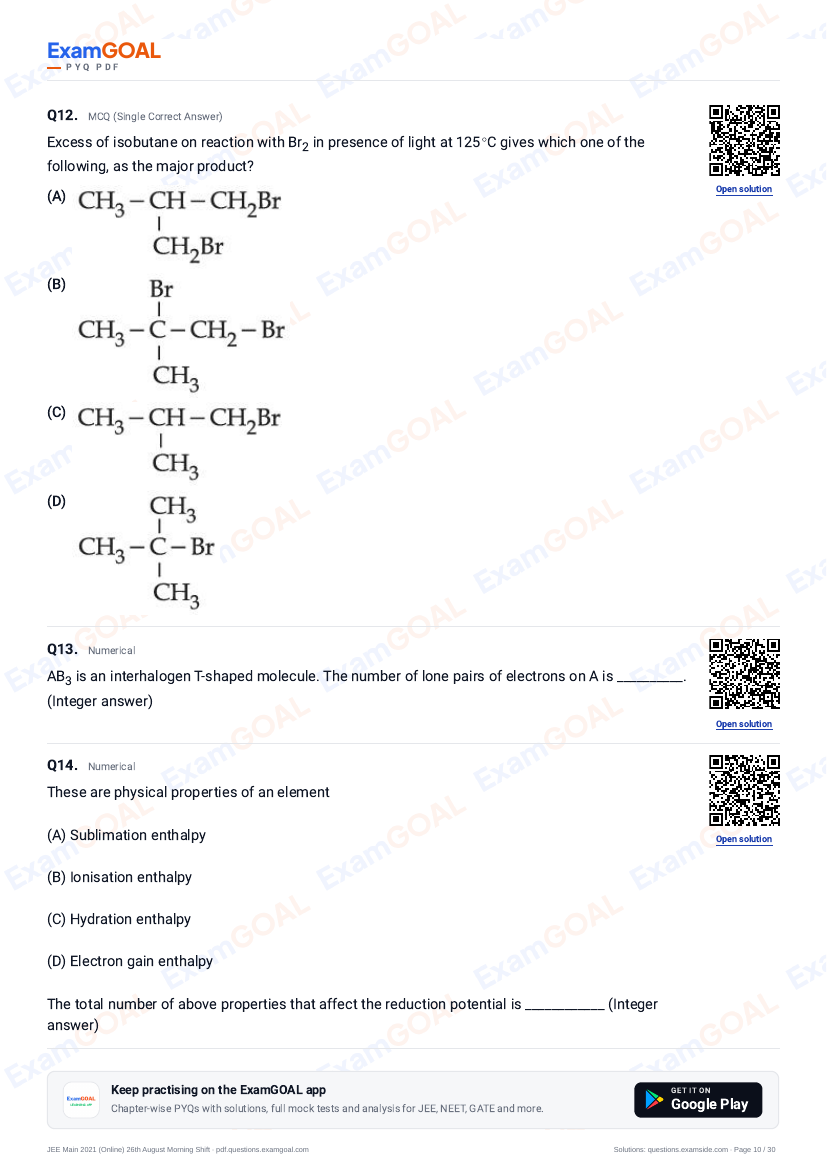 ExamGOAL
PYQ PDF
Q12. MCQ (Single Correct Answer)
Excess of isobutane on reaction with Br2 in presence of light at 125°C gives which one of the
following, as the major product?
Open solution
(A) CH3 – CH – CH2Br
|
CH2Br
(B) Br
|
CH3 – C – CH2 – Br
|
CH3
(C) CH3 – CH – CH2Br
|
CH3
(D) CH3
|
CH3 – C – Br
|
CH3
Q13. Numerical
AB3 is an interhalogen T-shaped molecule. The number of lone pairs of electrons on A is __________.
(Integer answer)
Open solution
Q14. Numerical
These are physical properties of an element
Open solution
(A) Sublimation enthalpy
(B) Ionisation enthalpy
(C) Hydration enthalpy
(D) Electron gain enthalpy
The total number of above properties that affect the reduction potential is ____________ (Integer
answer)
ExamGOAL
Keep practising on the ExamGOAL app
Chapter-wise PYQs with solutions, full mock tests and analysis for JEE, NEET, GATE and more.
GET IT ON
Google Play
JEE Main 2021 (Online) 26th August Morning Shift · pdf.questions.examgoal.com
Solutions: questions.examside.com · Page 10 / 30